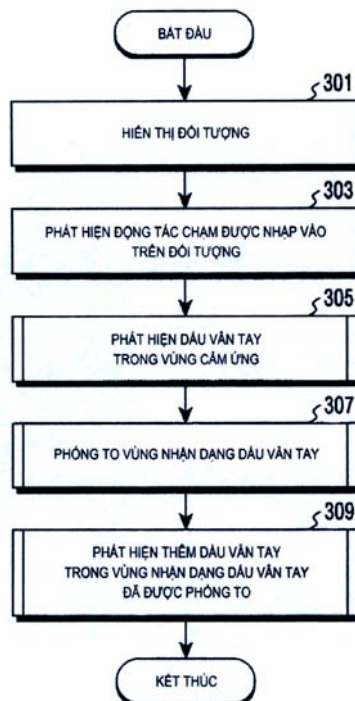 BẮT ĐẦU
301
HIỂN THỊ ĐỐI TƯỢNG
303
PHÁT HIỆN ĐỘNG TÁC CHẠM ĐƯỢC NHẬP VÀO
TRÊN ĐỐI TƯỢNG
305
PHÁT HIỆN DẤU VÂN TAY
TRONG VÙNG CẢM ỨNG
307
PHÓNG TO VÙNG NHẬN DẠNG DẤU VÂN TAY
309
PHÁT HIỆN THÊM DẤU VÂN TAY
TRONG VÙNG NHẬN DẠNG DẤU VÂN TAY
ĐÃ ĐƯỢC PHÓNG TO
KẾT THÚC